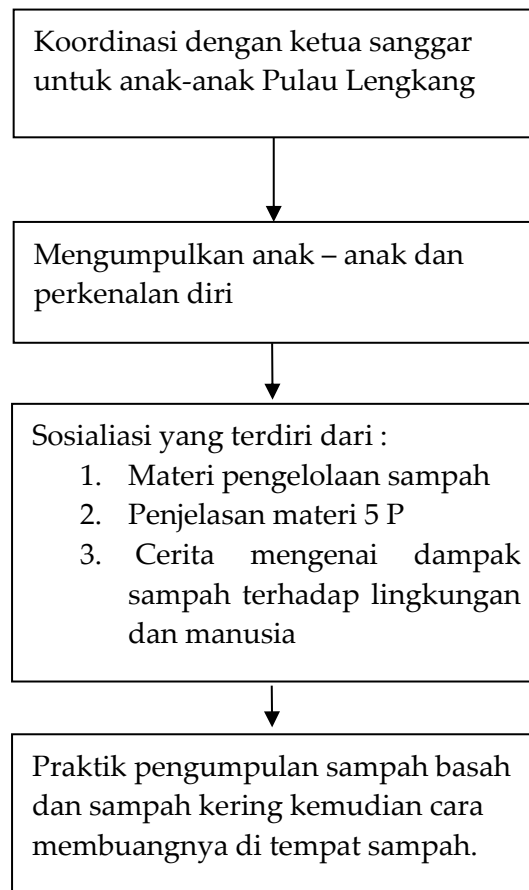 Koordinasi dengan ketua sanggar
untuk anak-anak Pulau Lengkang
Mengumpulkan anak – anak dan
perkenalan diri
Sosialiasi yang terdiri dari :
1. Materi pengelolaan sampah
2. Penjelasan materi 5 P
3. Cerita mengenai dampak
sampah terhadap lingkungan
dan manusia
Praktik pengumpulan sampah basah
dan sampah kering kemudian cara
membuangnya di tempat sampah.